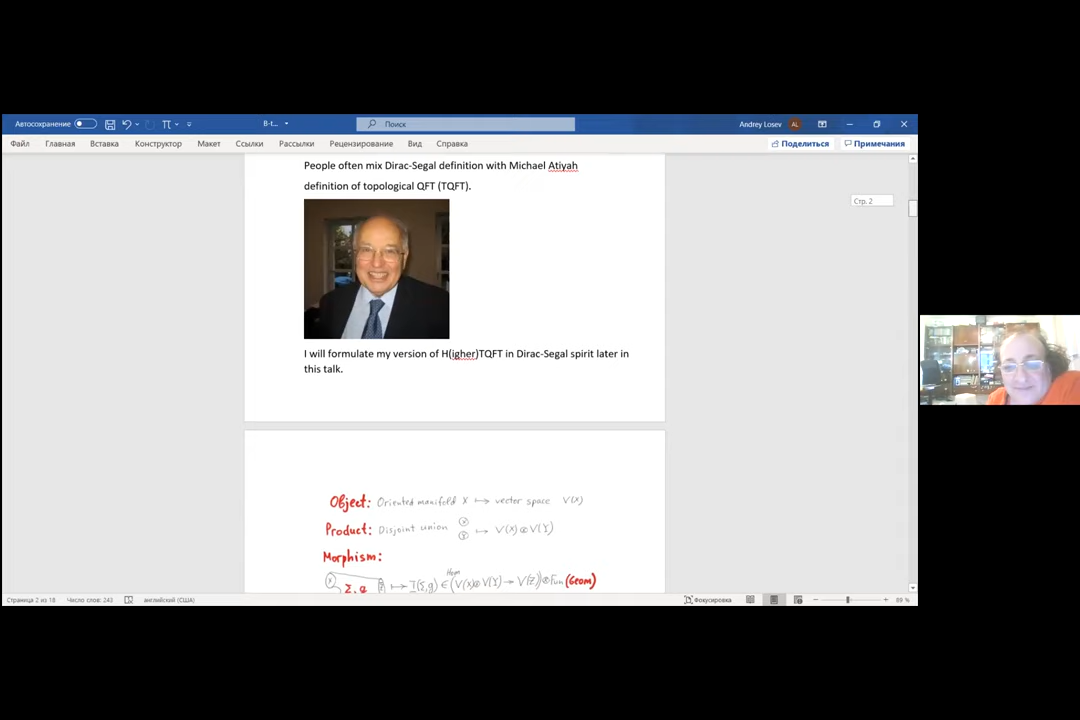 Автосохранение
B-t...
Поиск
Andrey Losev
AL
Файл
Главная
Вставка
Конструктор
Макет
Ссылки
Рассылки
Рецензирование
Вид
Справка
Поделиться
Примечания
People often mix Dirac-Segal definition with Michael Atiyah
definition of topological QFT (TQFT).
Стр. 2
I will formulate my version of H(igher)TQFT in Dirac-Segal spirit later in
this talk.
Object: Oriented manifold X ↦ vector space V(X)
Product: Disjoint union X Y ↦ V(X)⊗V(Y)
Morphism:
Σ, g ↦ I(Σ,g) ∈ Hom(V(X)⊗V(Y) → V(Z))⊗Fun(Geom)
Страница 2 из 18
Число слов: 243
английский (США)
Фокусировка
89 %